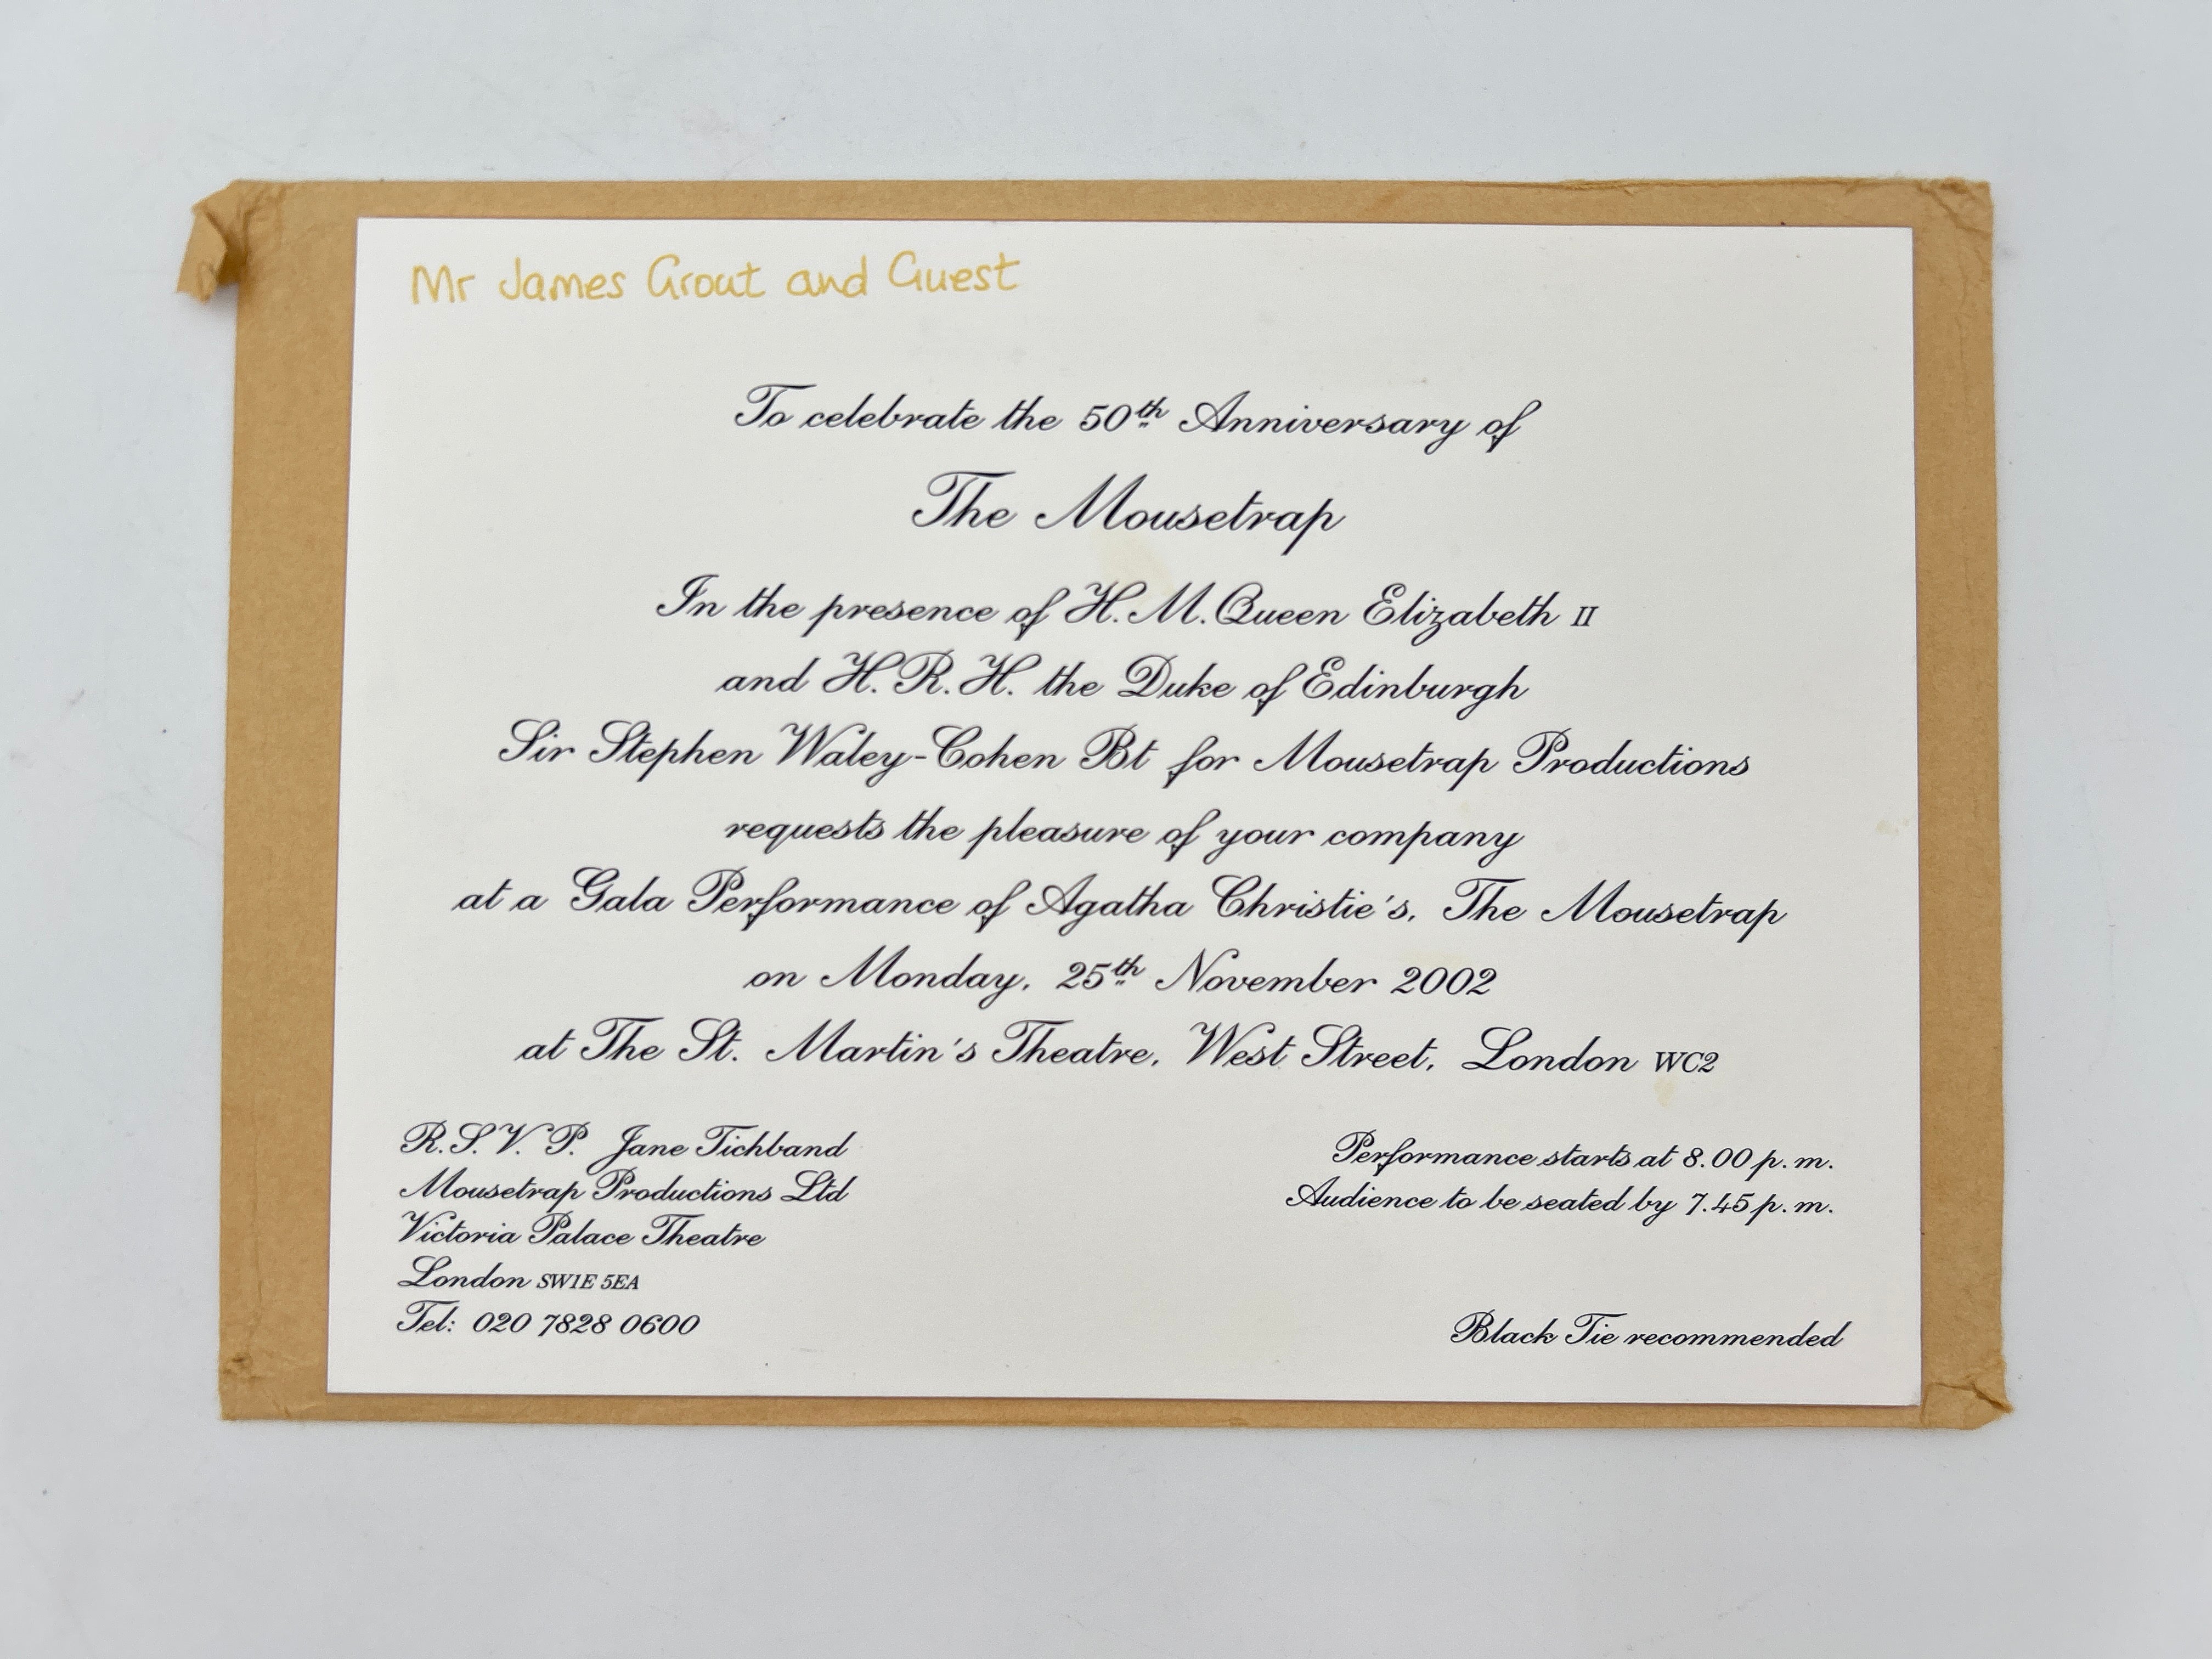 Mr James Grout and Guest
To celebrate the 50th Anniversary of
The Mousetrap
In the presence of H.M. Queen Elizabeth II
and H.R.H. the Duke of Edinburgh
Sir Stephen Waley-Cohen Bt for Mousetrap Productions
requests the pleasure of your company
at a Gala Performance of Agatha Christie's, The Mousetrap
on Monday, 25th November 2002
at The St. Martin's Theatre, West Street, London WC2
R.S.V.P. Jane Tichband
Mousetrap Productions Ltd
Victoria Palace Theatre
London SW1E 5EA
Tel: 020 7828 0600
Performance starts at 8.00 p.m.
Audience to be seated by 7.45 p.m.
Black Tie recommended